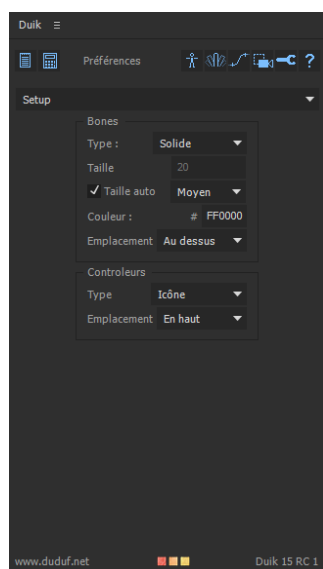 Duik
Préférences ?
Setup
Bones
Type : Solide
Taille 20
Taille auto Moyen
Couleur : # FF0000
Emplacement Au dessus
Controleurs
Type Icône
Emplacement En haut
www.duduf.net Duik 15 RC 1